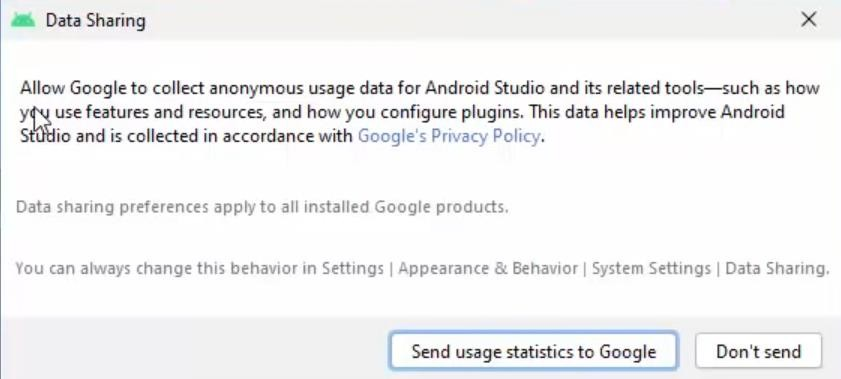 Data Sharing
Allow Google to collect anonymous usage data for Android Studio and its related tools—such as how
you use features and resources, and how you configure plugins. This data helps improve Android
Studio and is collected in accordance with Google's Privacy Policy.
Data sharing preferences apply to all installed Google products.
You can always change this behavior in Settings | Appearance & Behavior | System Settings | Data Sharing.
Send usage statistics to Google
Don't send